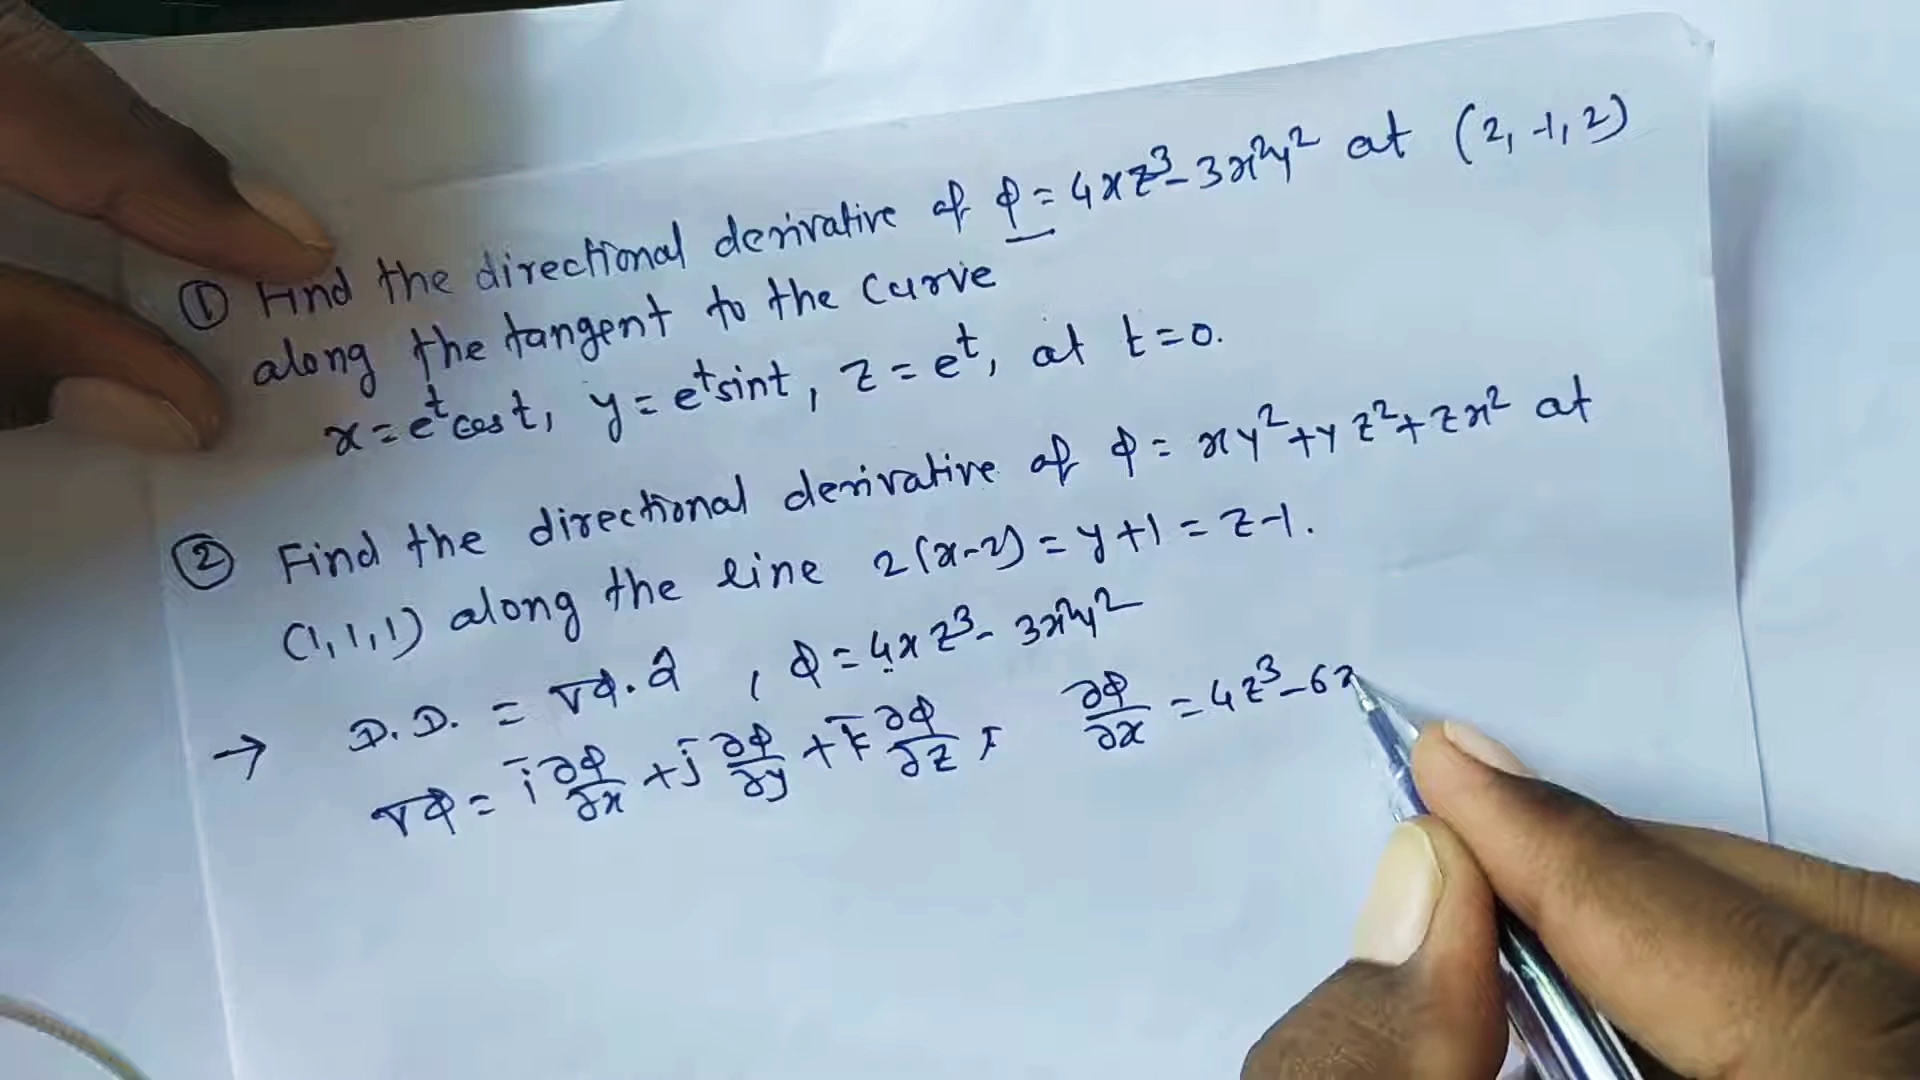 ① Find the directional derivative of φ = 4xz³ - 3x²y² at (2, -1, 2)
along the tangent to the curve
x = eᵗcost, y = eᵗsint, z = eᵗ, at t=0.
② Find the directional derivative of φ = xy² + yz² + zx² at
(1, 1, 1) along the line 2(x-2) = y+1 = z-1.
→ D.D. = ∇φ.â , φ = 4xz³ - 3x²y²
∇φ = i̅ ∂φ/∂x + j̅ ∂φ/∂y + k̅ ∂φ/∂z , ∂φ/∂x = 4z³ - 6x